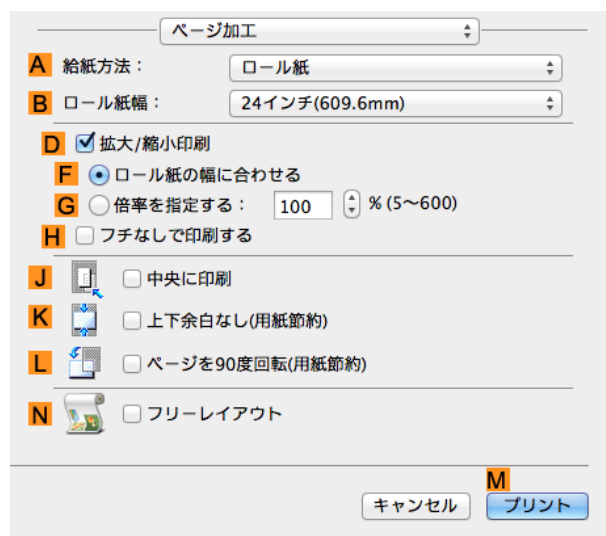 ページ加工
A 給紙方法： ロール紙
B ロール紙幅： 24インチ(609.6mm)
D 拡大/縮小印刷
F ロール紙の幅に合わせる
G 倍率を指定する： 100 % (5〜600)
H フチなしで印刷する
J 中央に印刷
K 上下余白なし(用紙節約)
L ページを90度回転(用紙節約)
N フリーレイアウト
M
キャンセル プリント